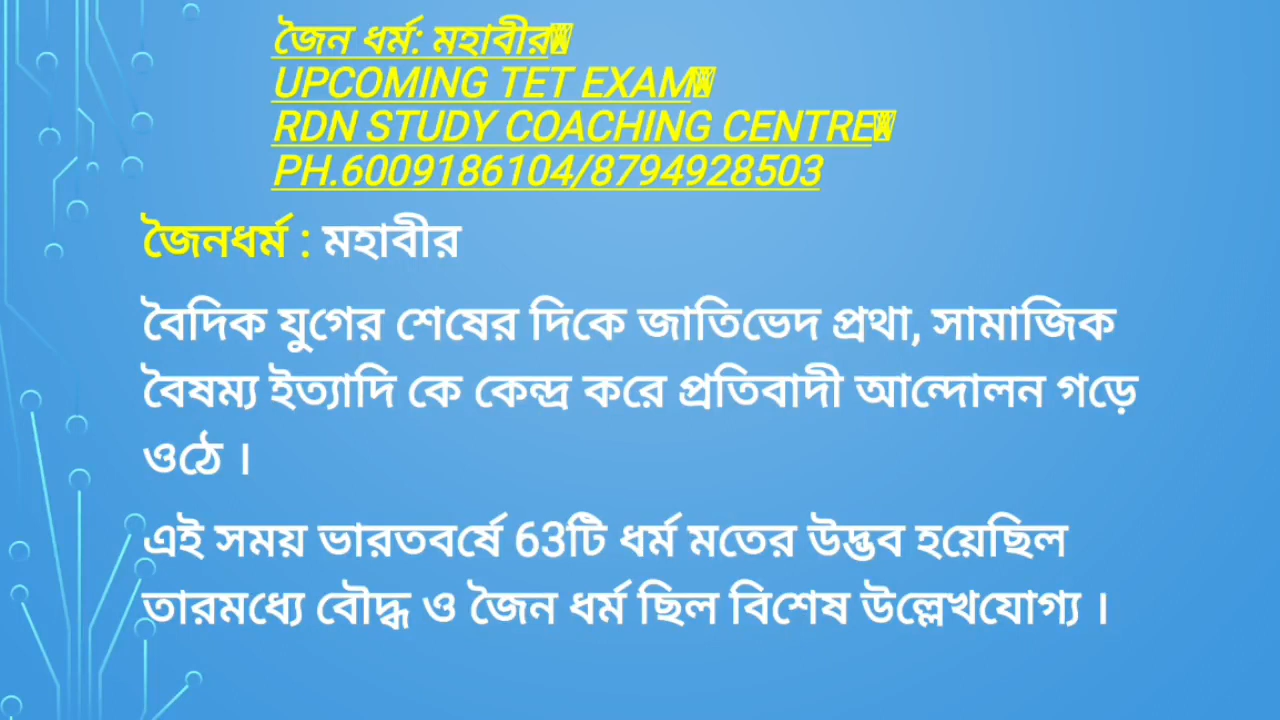 জৈন ধর্ম: মহাবীর
UPCOMING TET EXAM
RDN STUDY COACHING CENTRE
PH.6009186104/8794928503
জৈনধর্ম : মহাবীর
বৈদিক যুগের শেষের দিকে জাতিভেদ প্রথা, সামাজিক
বৈষম্য ইত্যাদি কে কেন্দ্র করে প্রতিবাদী আন্দোলন গড়ে
ওঠে ।
এই সময় ভারতবর্ষে 63টি ধর্ম মতের উদ্ভব হয়েছিল
তারমধ্যে বৌদ্ধ ও জৈন ধর্ম ছিল বিশেষ উল্লেখযোগ্য ।